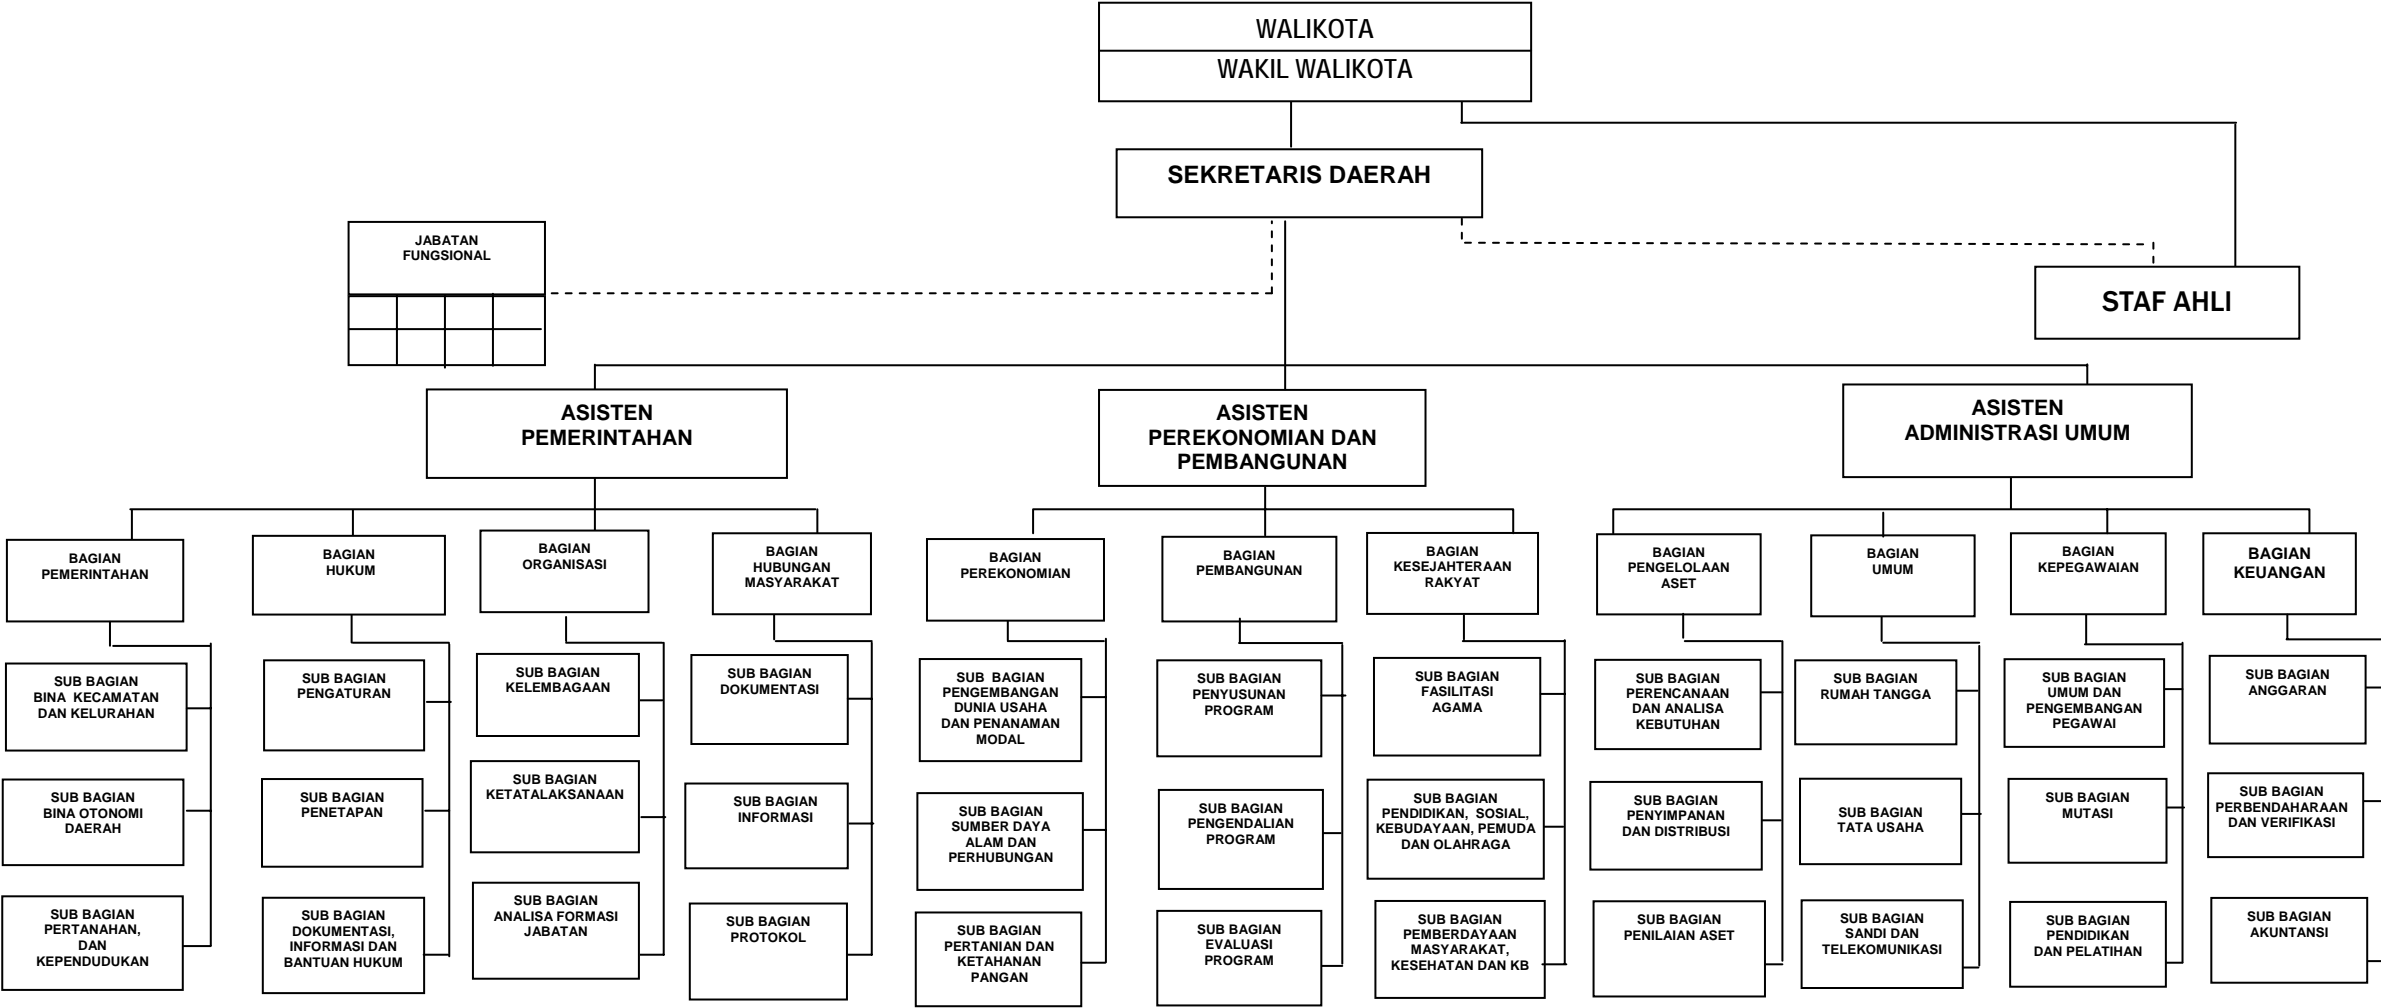 WALIKOTA
WAKIL WALIKOTA
SEKRETARIS DAERAH
JABATAN
FUNGSIONAL
STAF AHLI
ASISTEN
PEMERINTAHAN
ASISTEN
PEREKONOMIAN DAN
PEMBANGUNAN
ASISTEN
ADMINISTRASI UMUM
BAGIAN
PEMERINTAHAN
BAGIAN
HUKUM
BAGIAN
ORGANISASI
BAGIAN
HUBUNGAN
MASYARAKAT
BAGIAN
PEREKONOMIAN
BAGIAN
PEMBANGUNAN
BAGIAN
KESEJAHTERAAN
RAKYAT
BAGIAN
PENGELOLAAN
ASET
BAGIAN
UMUM
BAGIAN
KEPEGAWAIAN
BAGIAN
KEUANGAN
SUB BAGIAN
BINA KECAMATAN
DAN KELURAHAN
SUB BAGIAN
PENGATURAN
SUB BAGIAN
KELEMBAGAAN
SUB BAGIAN
DOKUMENTASI
SUB BAGIAN
PENGEMBANGAN
DUNIA USAHA
DAN PENANAMAN
MODAL
SUB BAGIAN
PENYUSUNAN
PROGRAM
SUB BAGIAN
FASILITASI
AGAMA
SUB BAGIAN
PERENCANAAN
DAN ANALISA
KEBUTUHAN
SUB BAGIAN
RUMAH TANGGA
SUB BAGIAN
UMUM DAN
PENGEMBANGAN
PEGAWAI
SUB BAGIAN
ANGGARAN
SUB BAGIAN
BINA OTONOMI
DAERAH
SUB BAGIAN
PENETAPAN
SUB BAGIAN
KETATALAKSANAAN
SUB BAGIAN
INFORMASI
SUB BAGIAN
SUMBER DAYA
ALAM DAN
PERHUBUNGAN
SUB BAGIAN
PENGENDALIAN
PROGRAM
SUB BAGIAN
PENDIDIKAN, SOSIAL,
KEBUDAYAAN, PEMUDA
DAN OLAHRAGA
SUB BAGIAN
PENYIMPANAN
DAN DISTRIBUSI
SUB BAGIAN
TATA USAHA
SUB BAGIAN
MUTASI
SUB BAGIAN
PERBENDAHARAAN
DAN VERIFIKASI
SUB BAGIAN
PERTANAHAN,
DAN
KEPENDUDUKAN
SUB BAGIAN
DOKUMENTASI,
INFORMASI DAN
BANTUAN HUKUM
SUB BAGIAN
ANALISA FORMASI
JABATAN
SUB BAGIAN
PROTOKOL
SUB BAGIAN
PERTANIAN DAN
KETAHANAN
PANGAN
SUB BAGIAN
EVALUASI
PROGRAM
SUB BAGIAN
PEMBERDAYAAN
MASYARAKAT,
KESEHATAN DAN KB
SUB BAGIAN
PENILAIAN ASET
SUB BAGIAN
SANDI DAN
TELEKOMUNIKASI
SUB BAGIAN
PENDIDIKAN
DAN PELATIHAN
SUB BAGIAN
AKUNTANSI